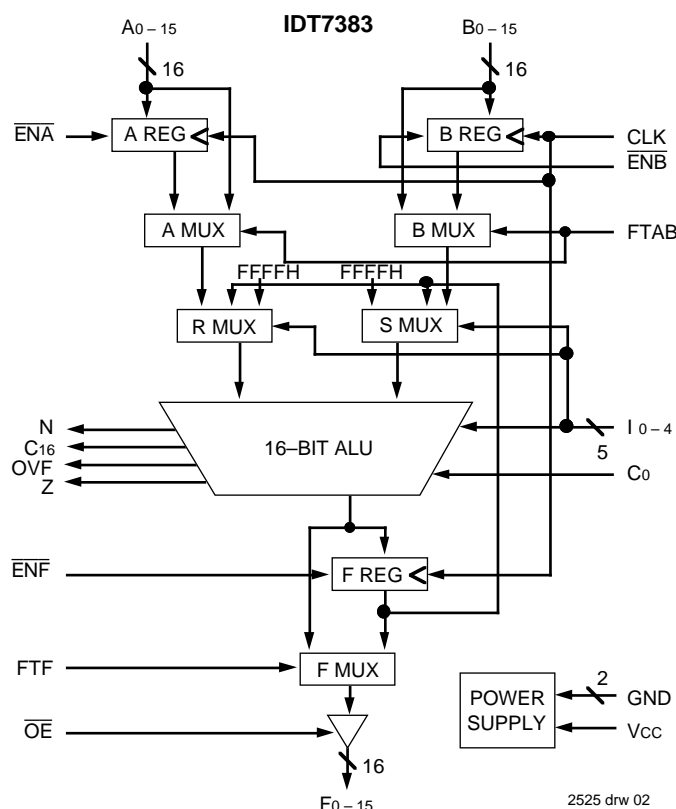 IDT7383
A0 – 15
B0 – 15
16
16
ENA
A REG
B REG
CLK
ENB
A MUX
B MUX
FTAB
FFFFH
FFFFH
R MUX
S MUX
N
C16
OVF
Z
16–BIT ALU
I 0 – 4
5
C0
ENF
F REG
FTF
F MUX
2
POWER SUPPLY
GND
VCC
OE
16
F0 – 15
2525 drw 02